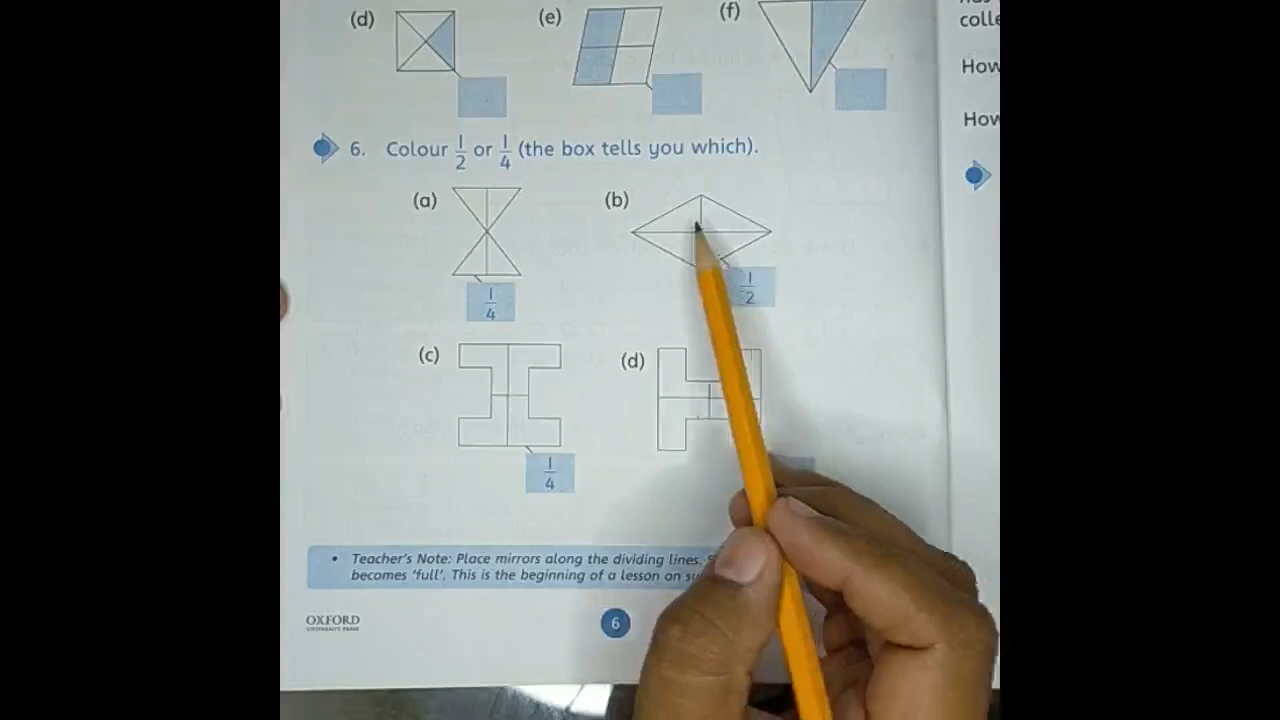 (d) (e) (f)
6. Colour 1/2 or 1/4 (the box tells you which).
(a) (b)
1/4 1/2
(c) (d)
1/4
• Teacher's Note: Place mirrors along the dividing lines.
becomes 'full'. This is the beginning of a lesson on
OXFORD
UNIVERSITY PRESS
6
colle
How
How